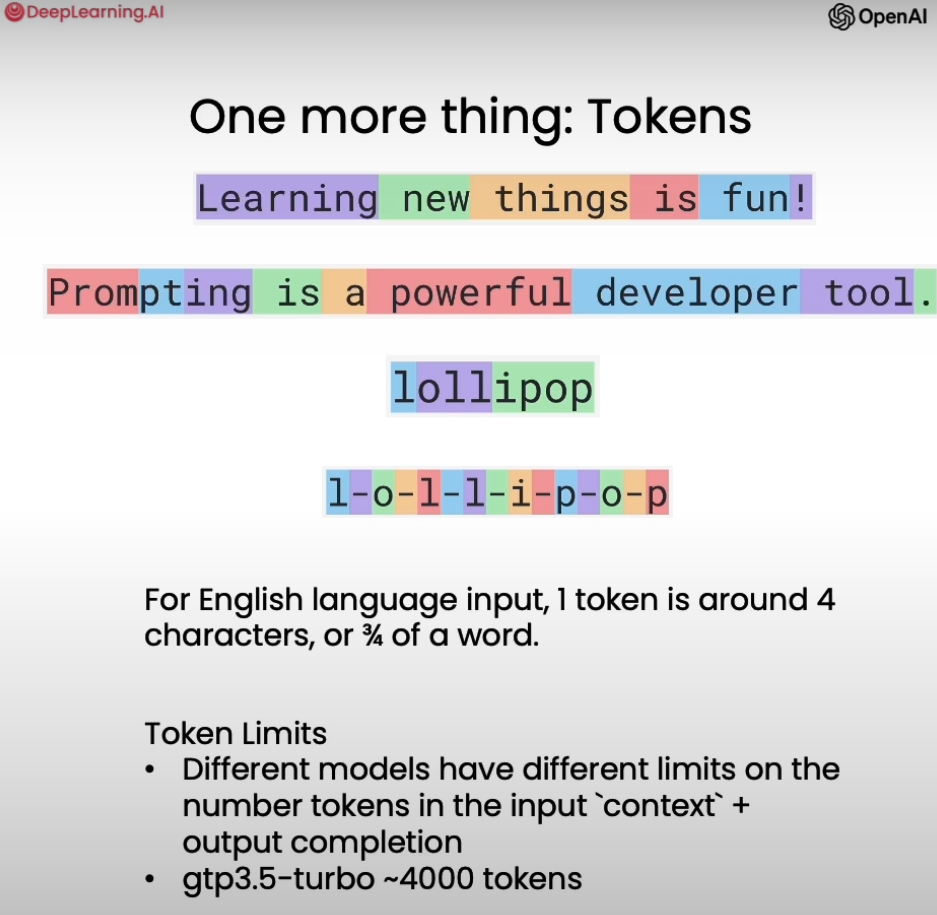 DeepLearning.AI
OpenAI
One more thing: Tokens
Learning new things is fun!
Prompting is a powerful developer tool.
lollipop
l-o-l-l-i-p-o-p
For English language input, 1 token is around 4
characters, or ¾ of a word.
Token Limits
• Different models have different limits on the
number tokens in the input `context` +
output completion
• gtp3.5-turbo ~4000 tokens